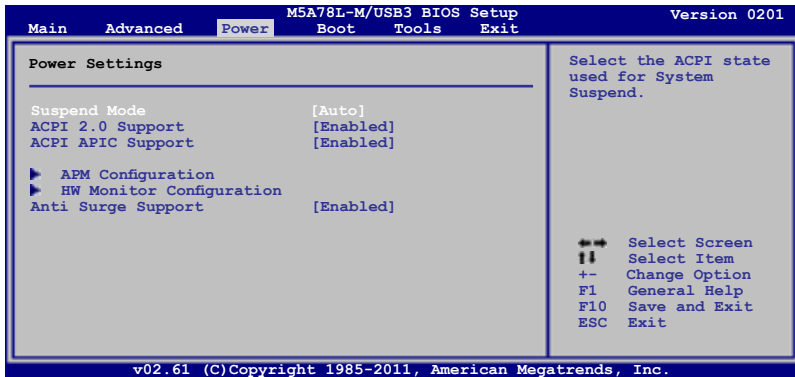 M5A78L-M/USB3 BIOS Setup Version 0201
Main Advanced Power Boot Tools Exit
Power Settings
Suspend Mode [Auto]
ACPI 2.0 Support [Enabled]
ACPI APIC Support [Enabled]
APM Configuration
HW Monitor Configuration
Anti Surge Support [Enabled]
Select the ACPI state
used for System
Suspend.
Select Screen
Select Item
+- Change Option
F1 General Help
F10 Save and Exit
ESC Exit
v02.61 (C)Copyright 1985-2011, American Megatrends, Inc.